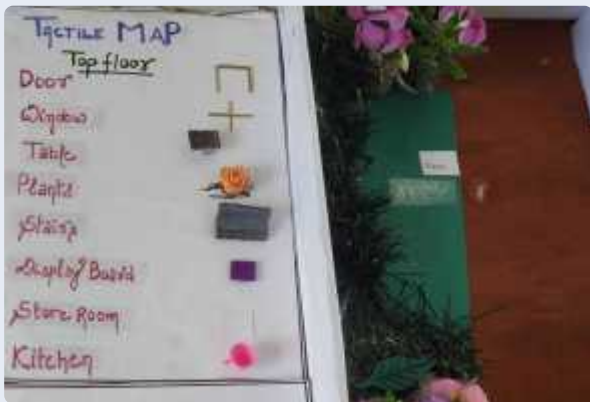 TACTILE MAP
Top floor
Door
Window
Table
Plants
Stairs
Display Board
Store Room
Kitchen